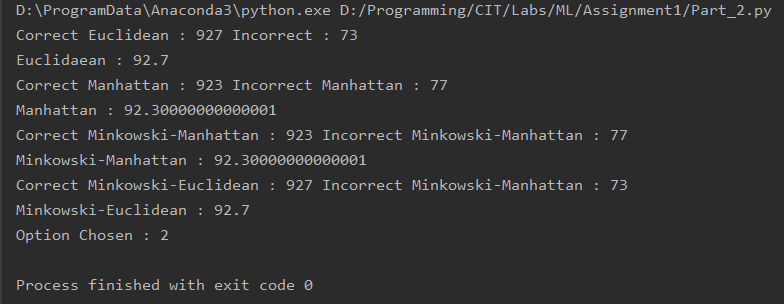 D:\ProgramData\Anaconda3\python.exe D:/Programming/CIT/Labs/ML/Assignment1/Part_2.py
Correct Euclidean : 927 Incorrect : 73
Euclidaean : 92.7
Correct Manhattan : 923 Incorrect Manhattan : 77
Manhattan : 92.30000000000001
Correct Minkowski-Manhattan : 923 Incorrect Minkowski-Manhattan : 77
Minkowski-Manhattan : 92.30000000000001
Correct Minkowski-Euclidean : 927 Incorrect Minkowski-Manhattan : 73
Minkowski-Euclidean : 92.7
Option Chosen : 2
Process finished with exit code 0